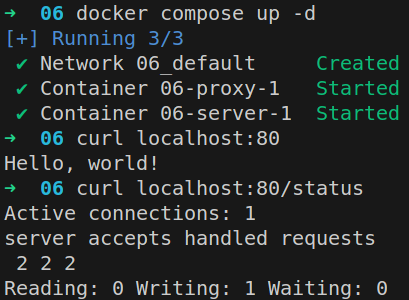 ➜  06 docker compose up -d
[+] Running 3/3
 ✔ Network 06_default     Created
 ✔ Container 06-proxy-1   Started
 ✔ Container 06-server-1  Started
➜  06 curl localhost:80
Hello, world!
➜  06 curl localhost:80/status
Active connections: 1
server accepts handled requests
 2 2 2
Reading: 0 Writing: 1 Waiting: 0